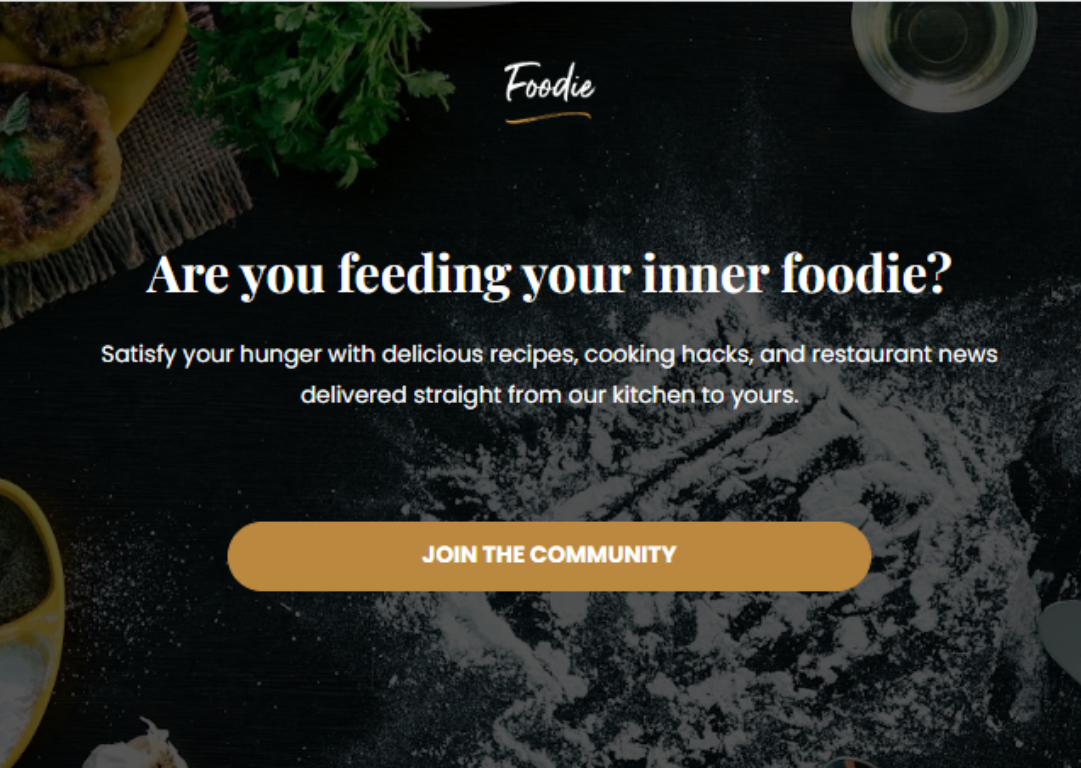 Foodie
Are you feeding your inner foodie?
Satisfy your hunger with delicious recipes, cooking hacks, and restaurant news
delivered straight from our kitchen to yours.
JOIN THE COMMUNITY